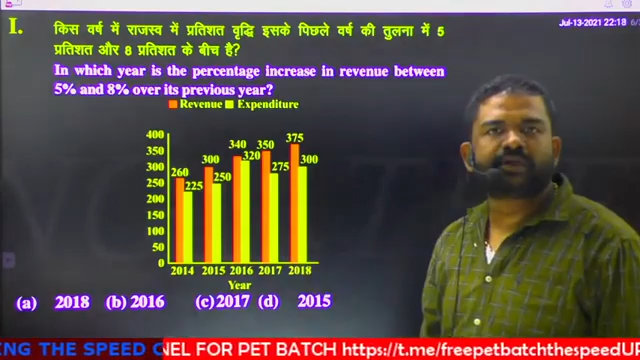 Jul-13-2021 22:18
I. किस वर्ष में राजस्व में प्रतिशत वृद्धि इसके पिछले वर्ष की तुलना में 5
प्रतिशत और 8 प्रतिशत के बीच है?
In which year is the percentage increase in revenue between
5% and 8% over its previous year?
Revenue Expenditure
400
350
300
250
200
150
100
50
0
260 225 300 250 340 320 350 275 375 300
2014 2015 2016 2017 2018
Year
(a) 2018 (b) 2016 (c) 2017 (d) 2015
ING THE SPEED C NEL FOR PET BATCH https://t.me/freepetbatchthespeedUP